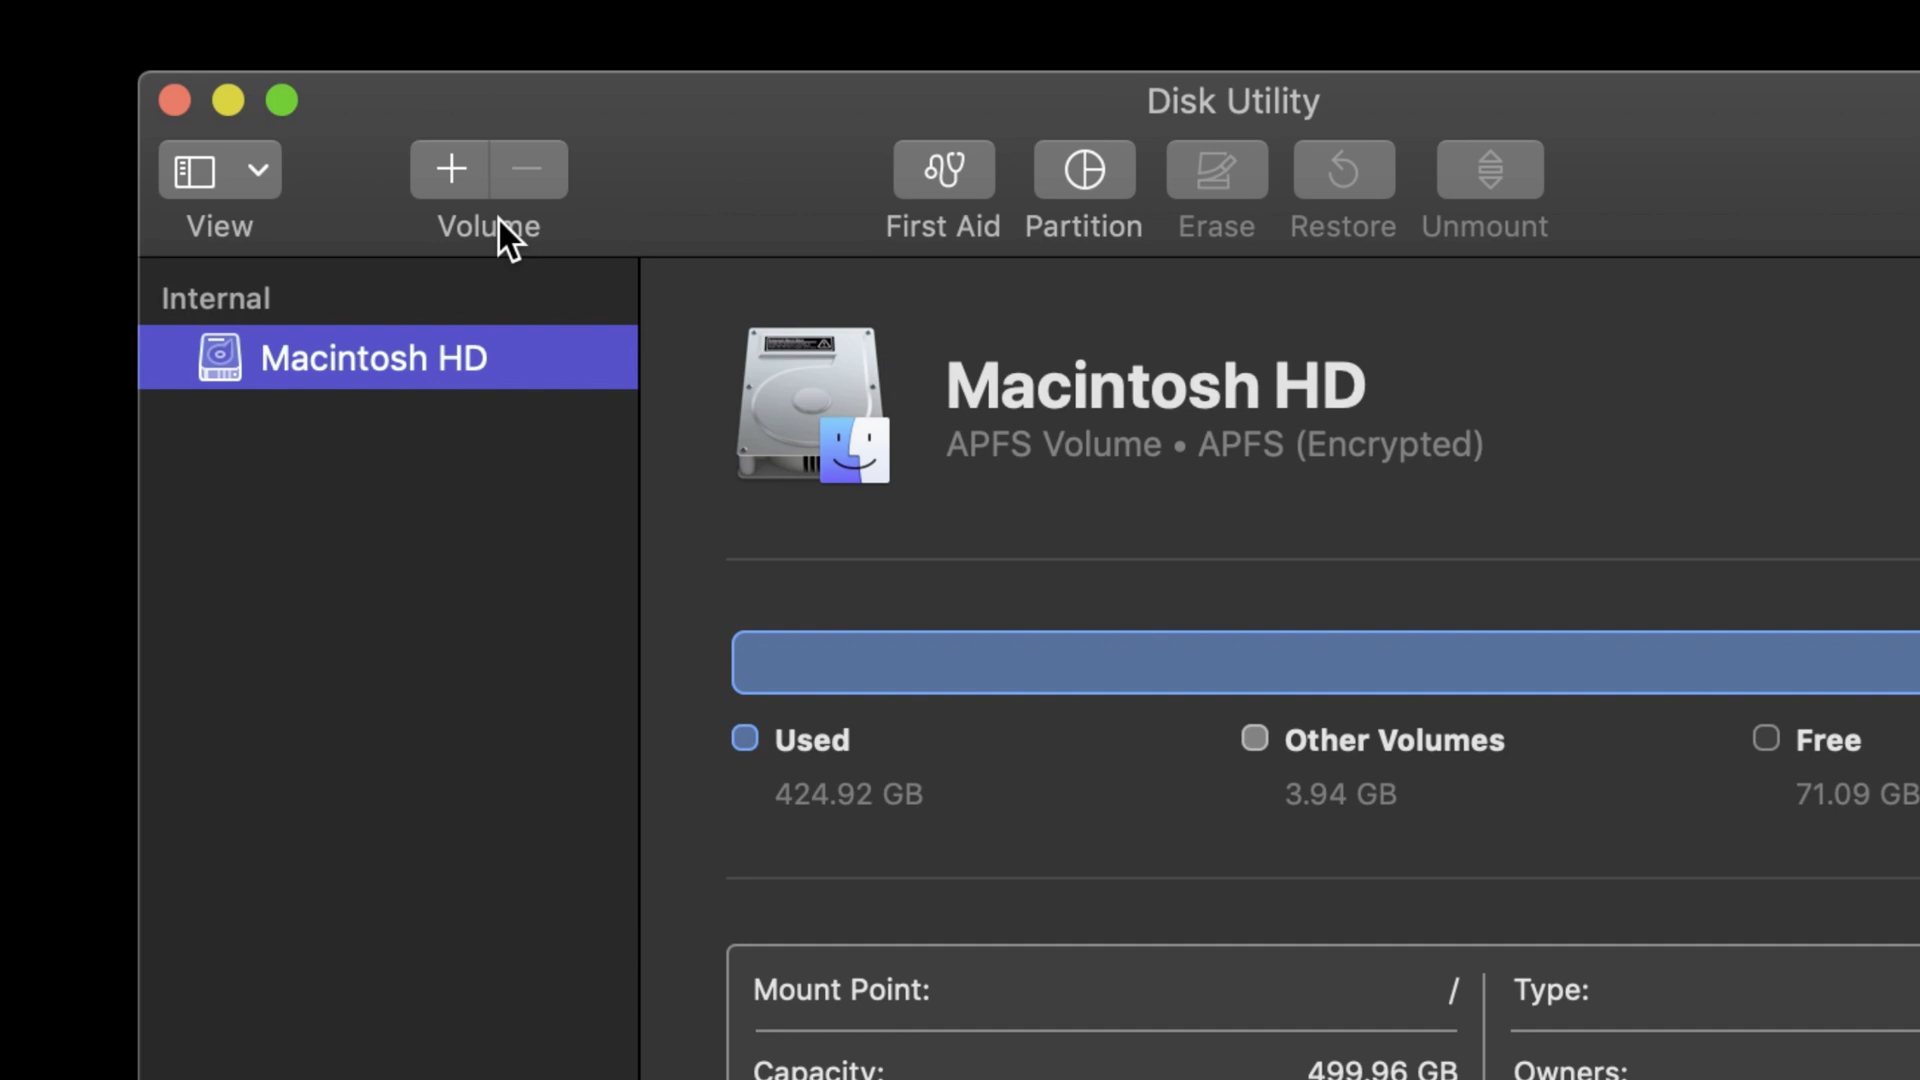 Disk Utility
View
Volume
First Aid
Partition
Erase
Restore
Unmount
Internal
Macintosh HD
Macintosh HD
APFS Volume • APFS (Encrypted)
Used
Other Volumes
Free
424.92 GB
3.94 GB
71.09 GB
Mount Point:
/
Type:
Capacity:
499.96 GB
Owners: